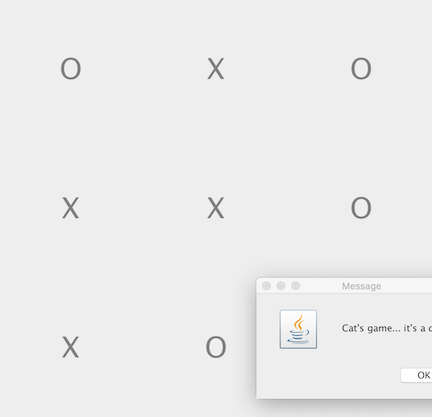 O X O
X X O
X O
Message
Cat's game... it's a
OK